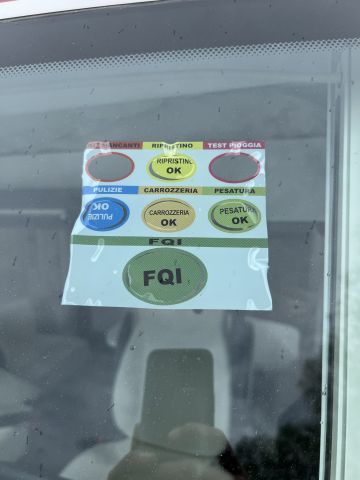 MANCANTI RIPRISTINO TEST PIOGGIA
RIPRISTINO
OK
PULIZIE CARROZZERIA PESATURA
PULIZIE
OK
CARROZZERIA
OK
PESATURA
OK
FQI
FQI